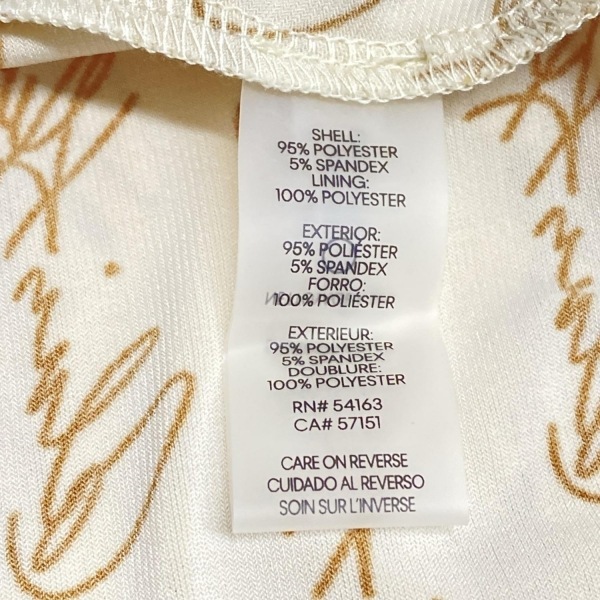 SHELL:
95% POLYESTER
5% SPANDEX
LINING:
100% POLYESTER
EXTERIOR:
95% POLIÉSTER
5% SPANDEX
FORRO:
100% POLIÉSTER
EXTERIEUR:
95% POLYESTER
5% SPANDEX
DOUBLURE:
100% POLYESTER
RN# 54163
CA# 57151
CARE ON REVERSE
CUIDADO AL REVERSO
SOIN SUR L'INVERSE